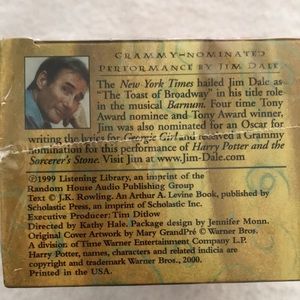 GRAMMY-NOMINATED
PERFORMANCE BY JIM DALE
The New York Times hailed Jim Dale as
"The Toast of Broadway" in his title role
in the musical Barnum. Four time Tony
Award nominee and Tony Award winner,
Jim was also nominated for an Oscar for
writing the lyrics for Georgie Girl and received a Grammy
nomination for this performance of Harry Potter and the
Sorcerer's Stone. Visit Jim at www.Jim-Dale.com
℗1999 Listening Library, an imprint of the
Random House Audio Publishing Group
Text © J.K. Rowling. An Arthur A. Levine Book, published by
Scholastic Press, an imprint of Scholastic Inc.
Executive Producer: Tim Ditlow
Directed by Kathy Hale. Package design by Jennifer Monn.
Original Cover Artwork by Mary GrandPré © Warner Bros.
A division of Time Warner Entertainment Company L.P.
Harry Potter, names, characters and related indicia are
copyright and trademark Warner Bros., 2000.
Printed in the USA.